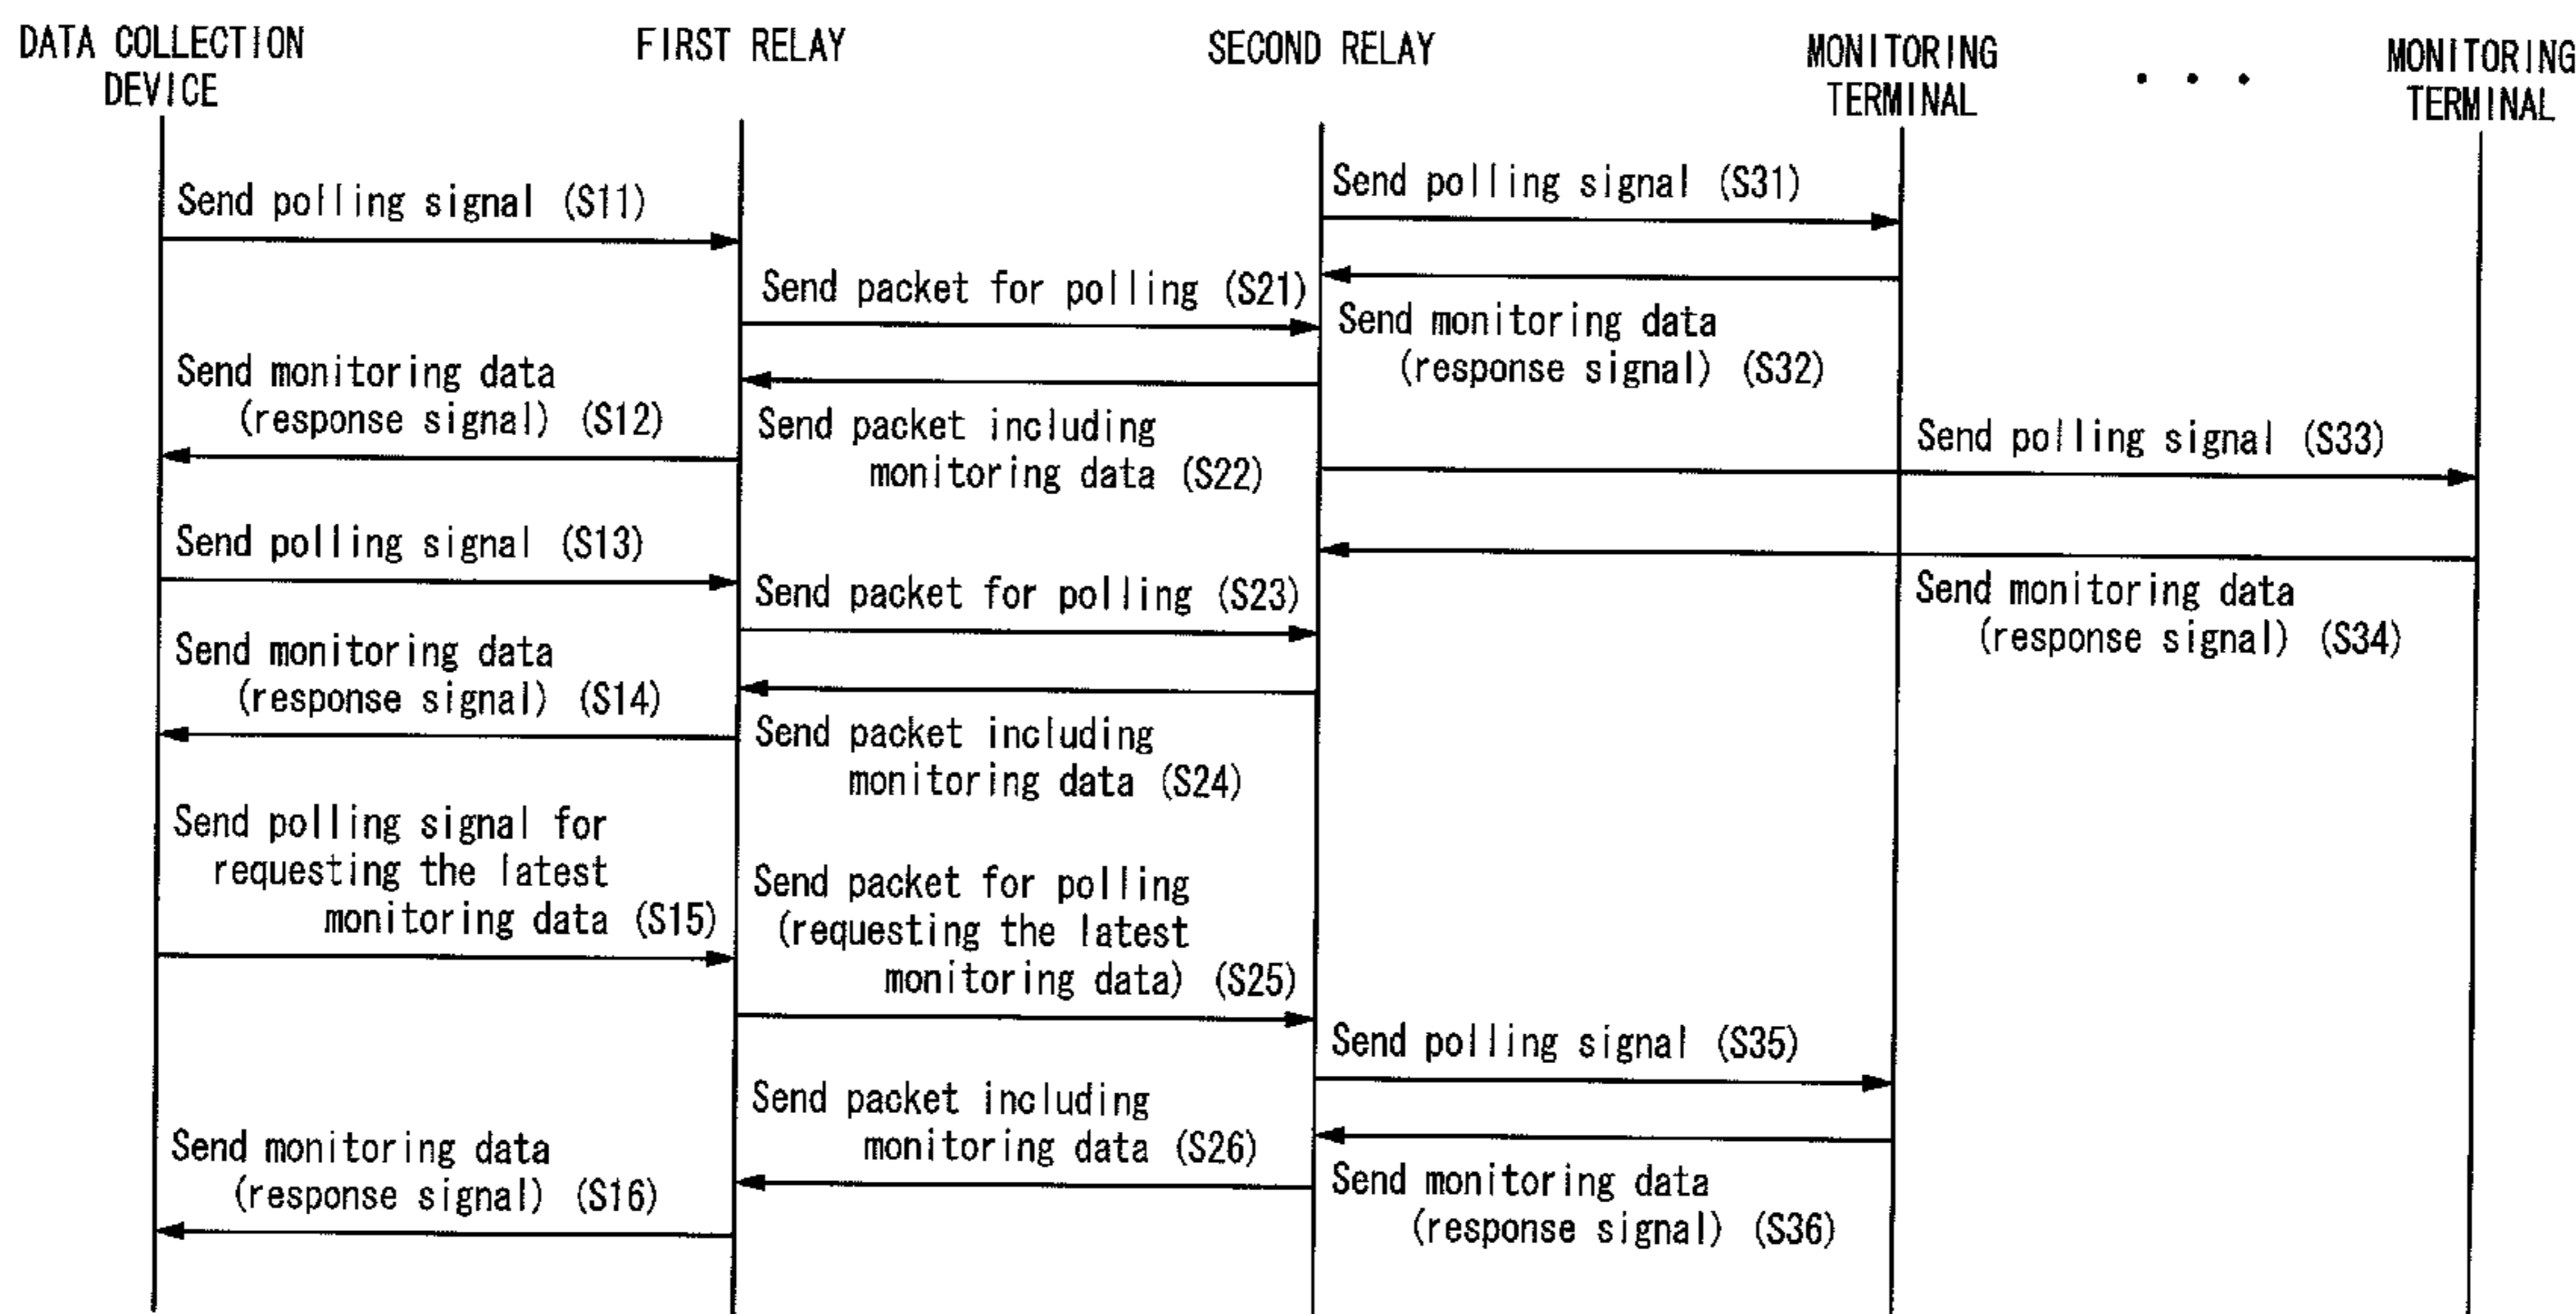 DATA COLLECTION
DEVICE
FIRST RELAY
SECOND RELAY
MONITORING
TERMINAL
. . .
MONITORING
TERMINAL
Send polling signal (S11)
Send polling signal (S31)
Send packet for polling (S21)
Send monitoring data
(response signal) (S32)
Send monitoring data
(response signal) (S12)
Send packet including
monitoring data (S22)
Send polling signal (S33)
Send polling signal (S13)
Send packet for polling (S23)
Send monitoring data
(response signal) (S34)
Send monitoring data
(response signal) (S14)
Send packet including
monitoring data (S24)
Send polling signal for
requesting the latest
monitoring data (S15)
Send packet for polling
(requesting the latest
monitoring data) (S25)
Send polling signal (S35)
Send packet including
monitoring data (S26)
Send monitoring data
(response signal) (S16)
Send monitoring data
(response signal) (S36)